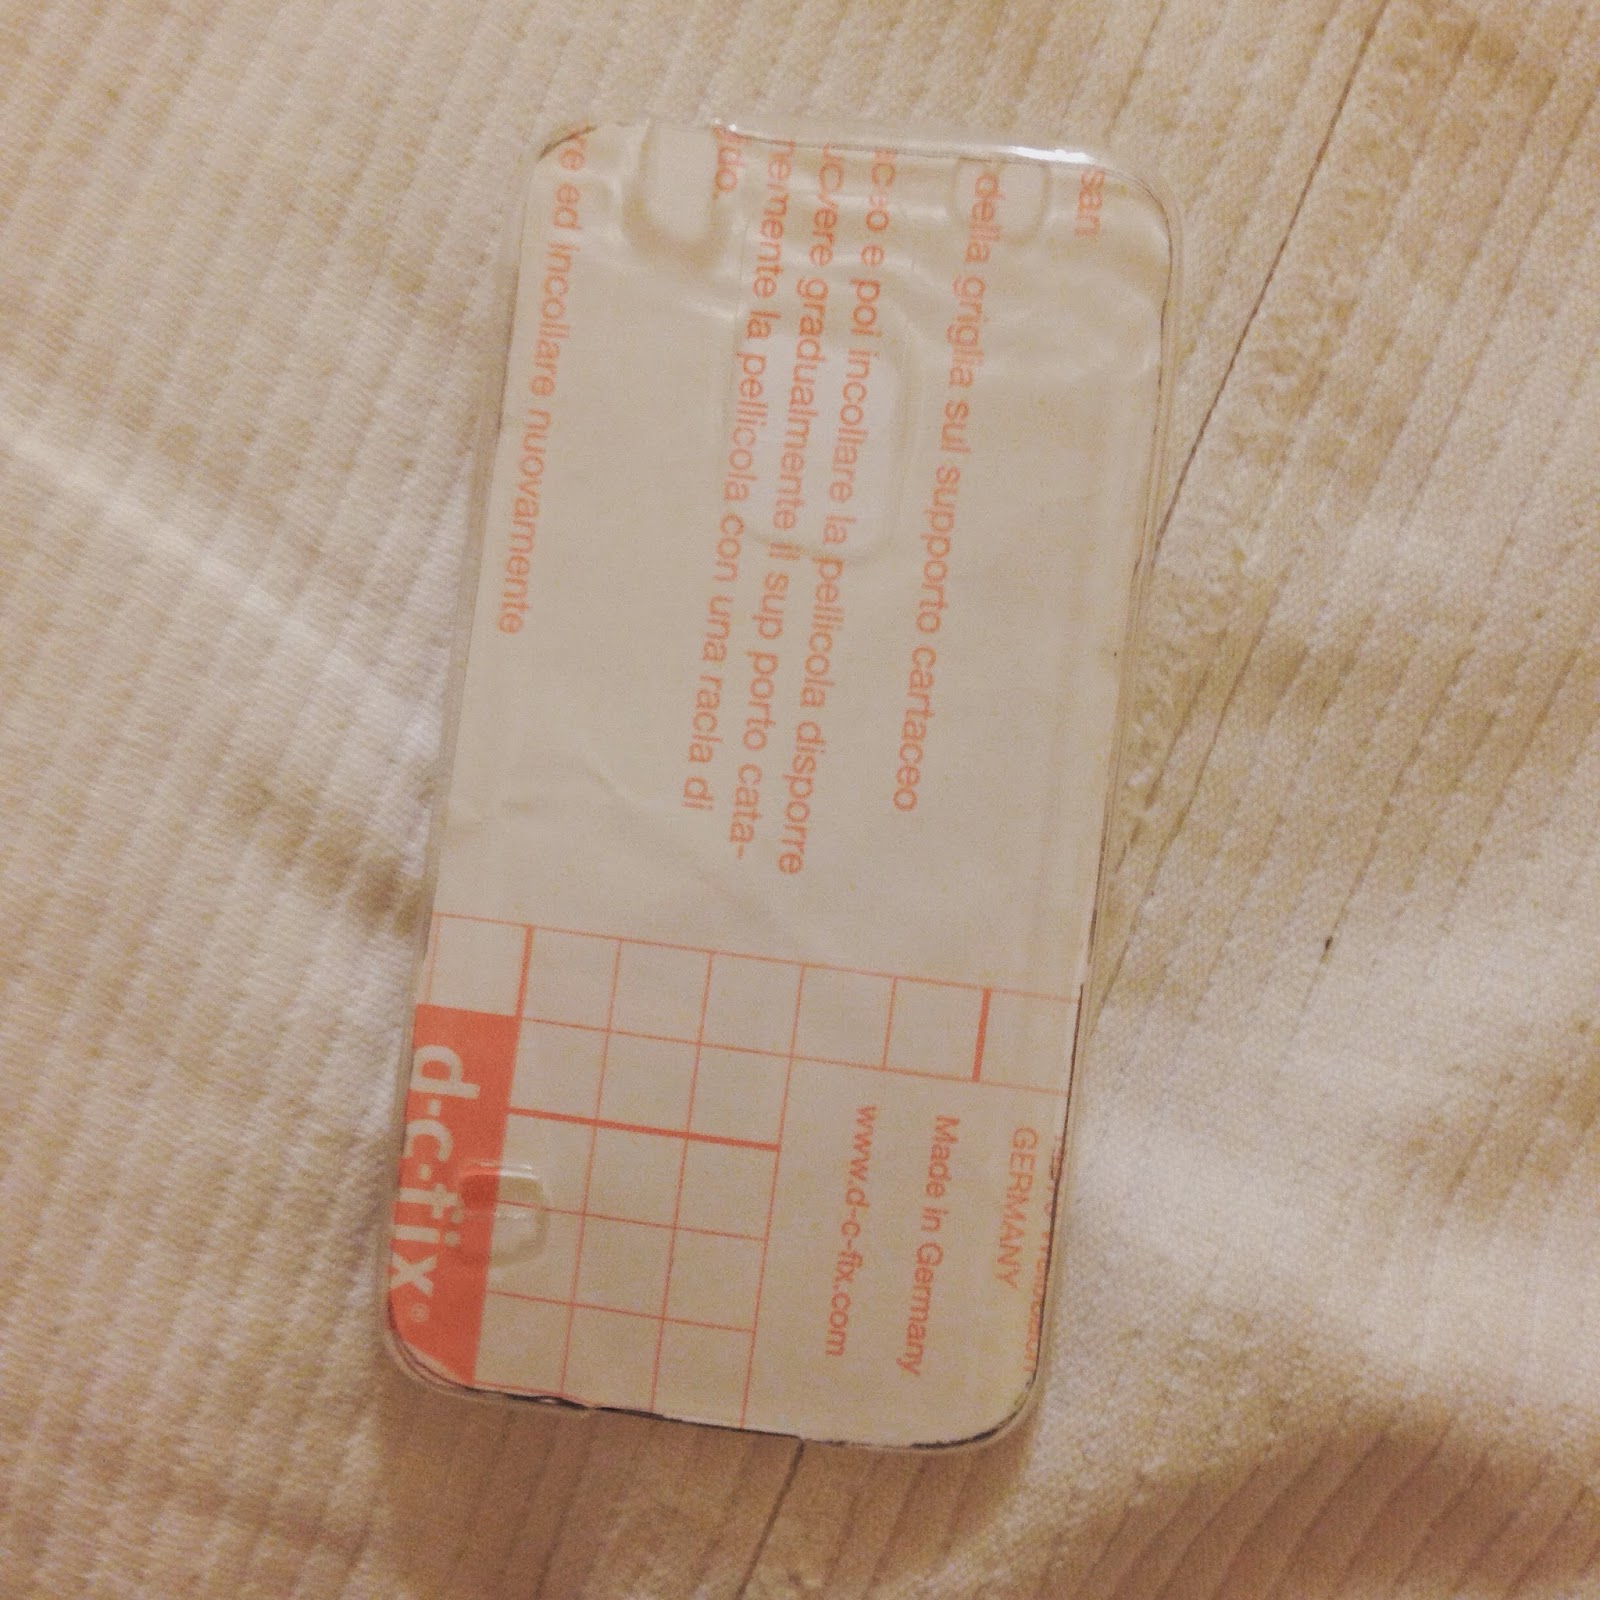 della griglia sul supporto cartaceo
e poi incollare la pellicola disporre
gradualmente il sup porto cata-
la pellicola con una racla di
ed incollare nuovamente
GERMANY
Made in Germany
www.d-c-fix.com
d-c-fix®